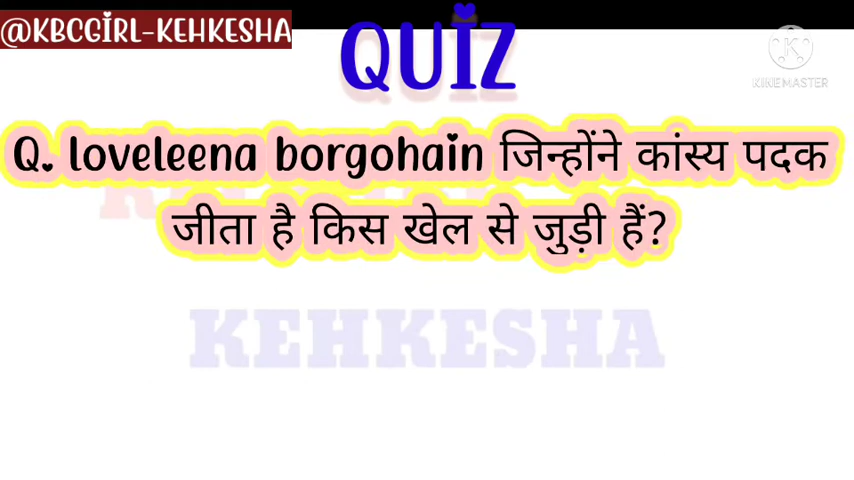 @KBCGIRL-KEHKESHA
QUIZ
KINEMASTER
Q. loveleena borgohain जिन्होंने कांस्य पदक
जीता है किस खेल से जुड़ी हैं?
KEHKESHA